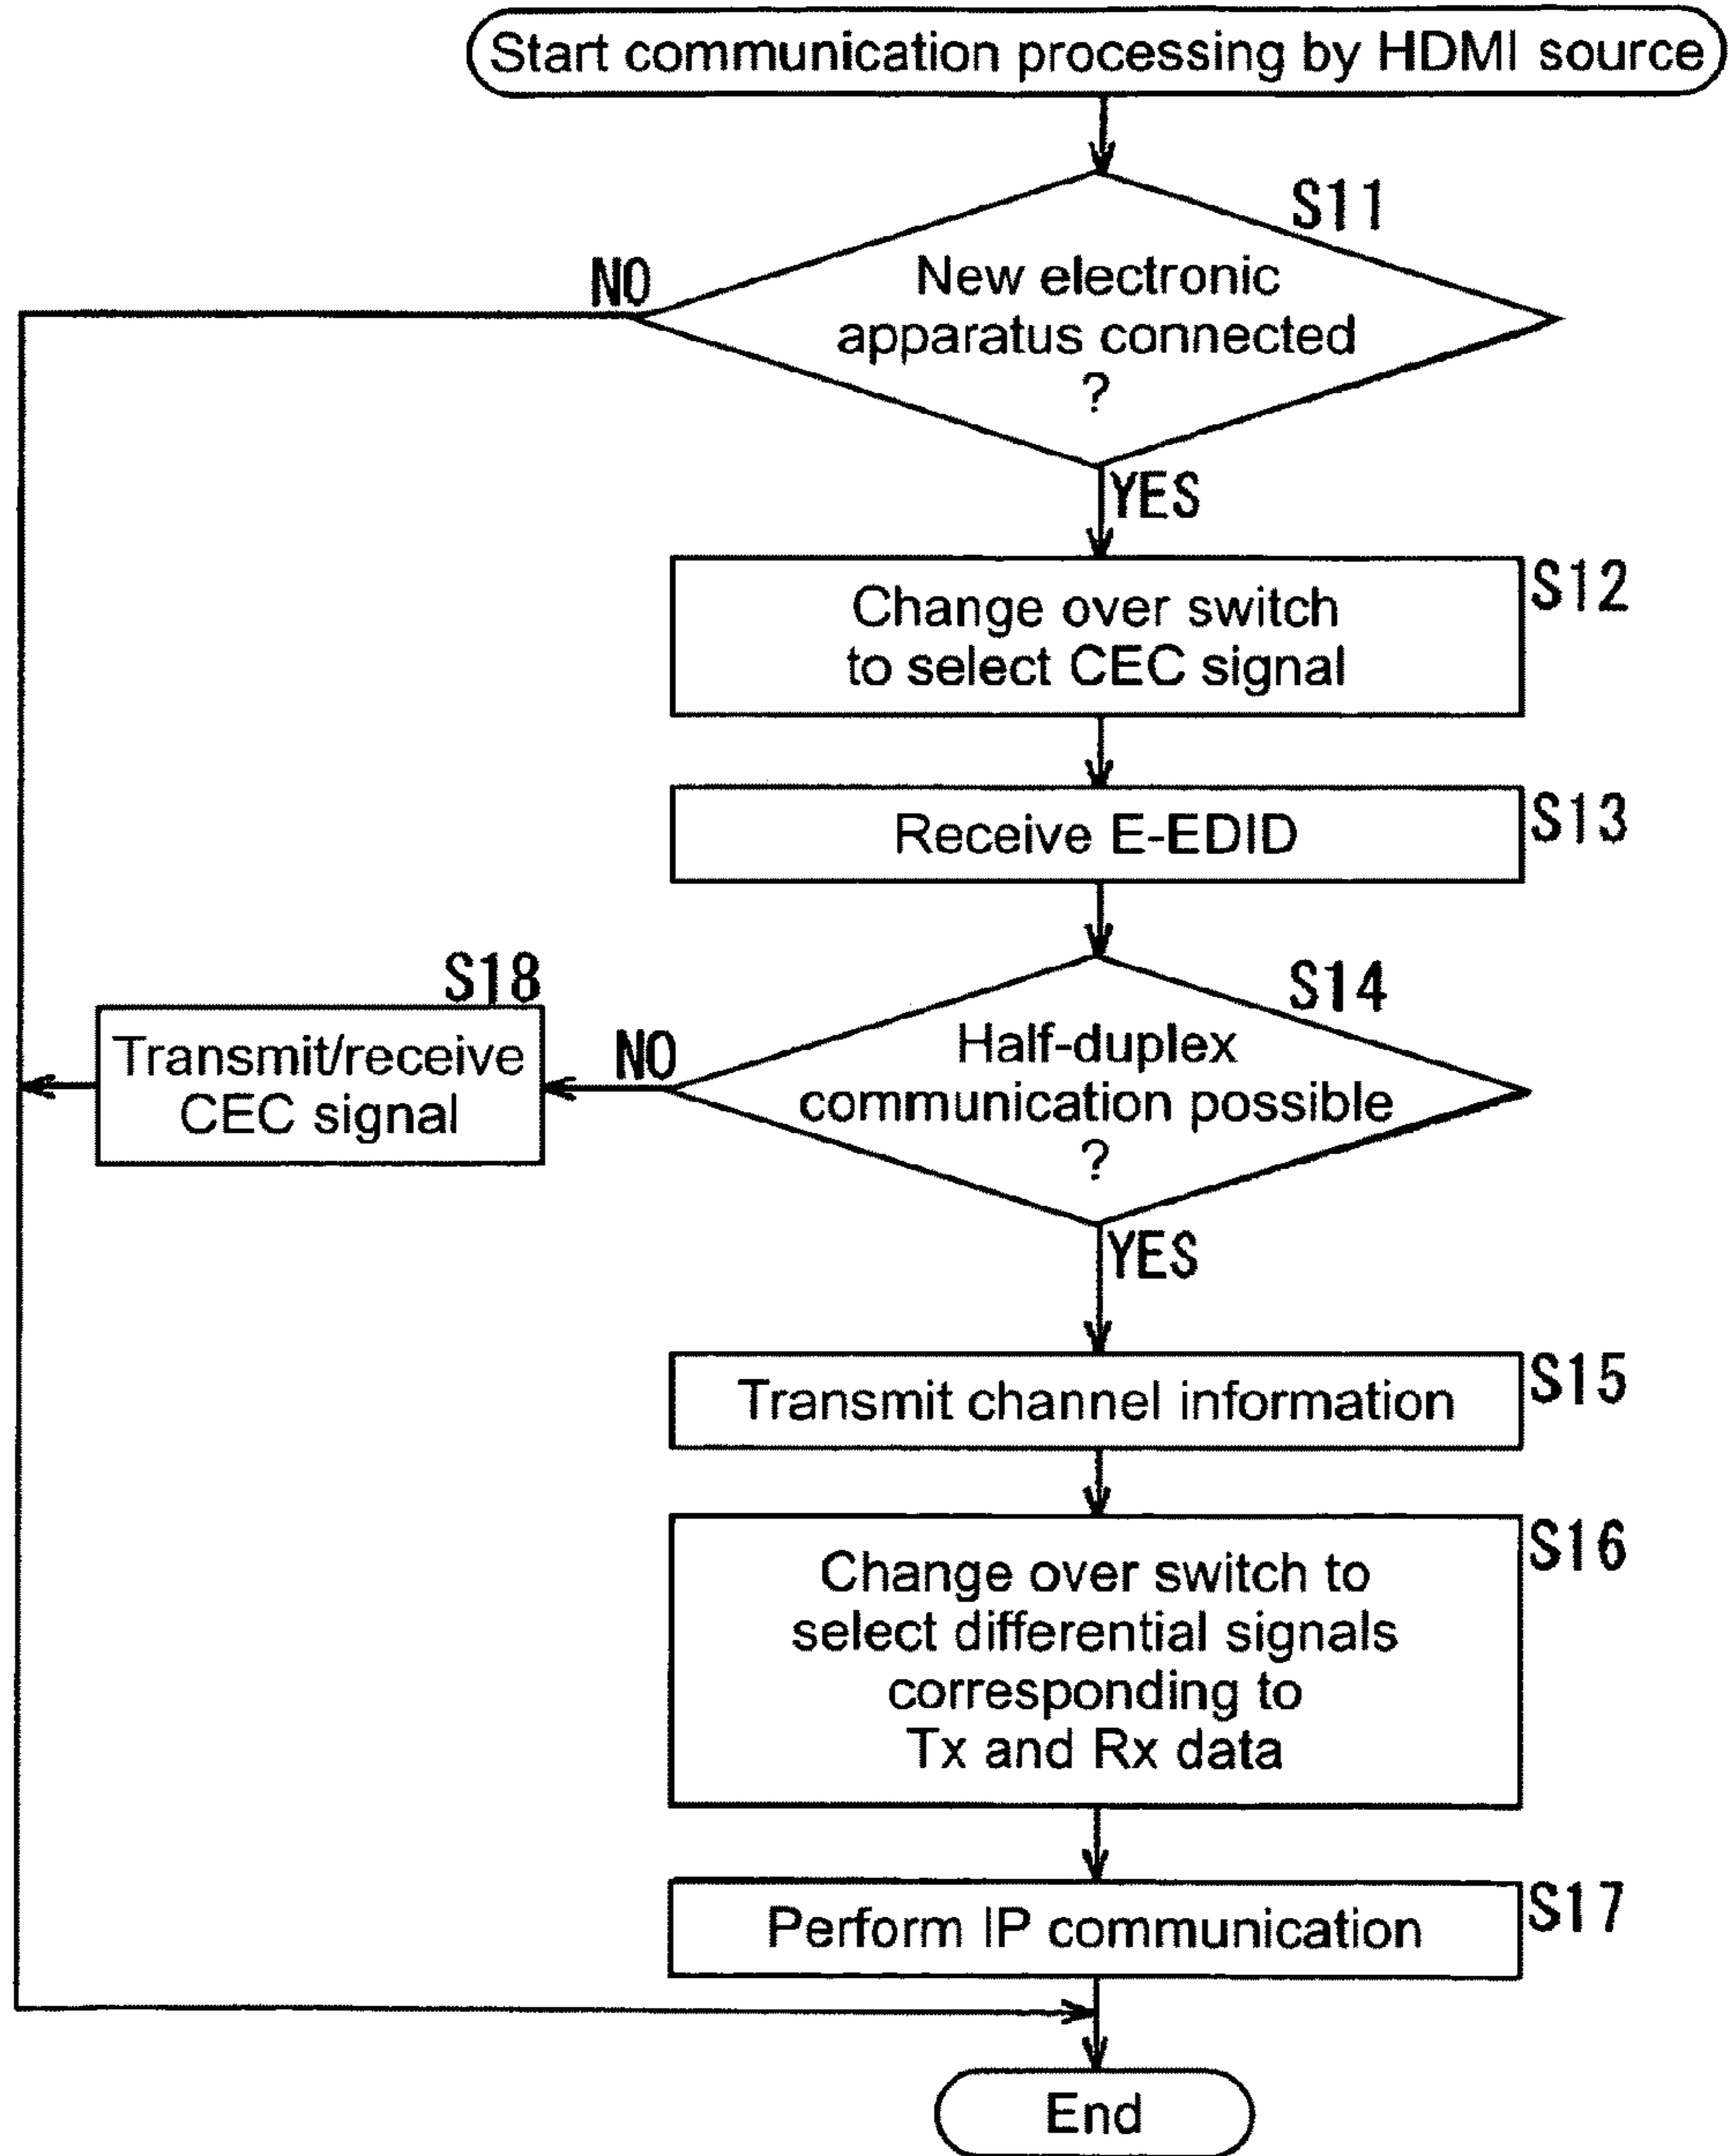 Start communication processing by HDMI source
S11
NO
New electronic
apparatus connected
?
YES
S12
Change over switch
to select CEC signal
S13
Receive E-EDID
S18
Transmit/receive
CEC signal
NO
S14
Half-duplex
communication possible
?
YES
S15
Transmit channel information
S16
Change over switch to
select differential signals
corresponding to
Tx and Rx data
S17
Perform IP communication
End